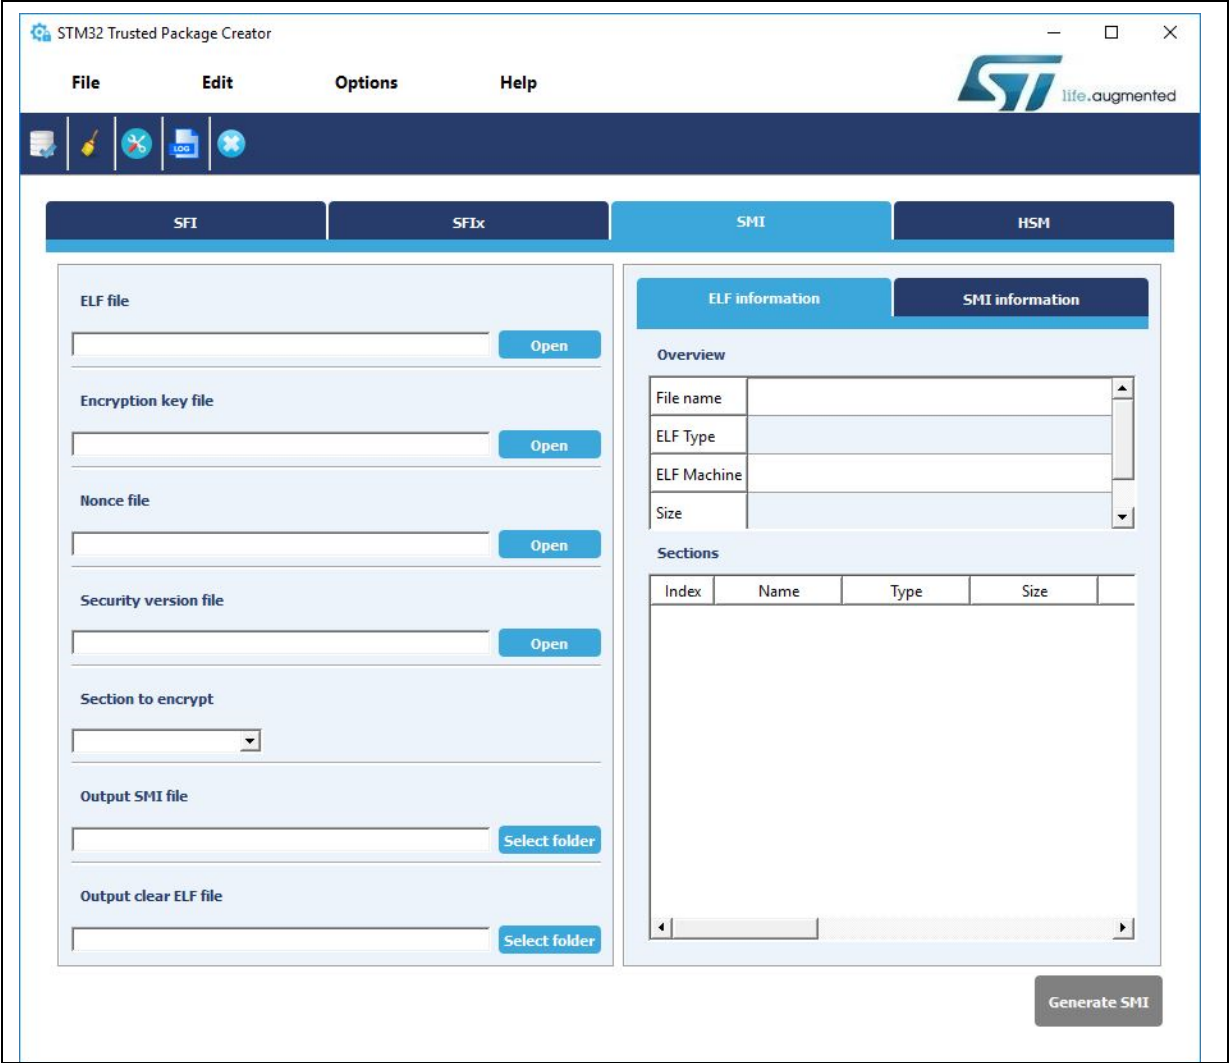 STM32 Trusted Package Creator
File Edit Options Help
ST life.augmented
LOG
SFI SFIx SMI HSM
ELF file
Open
Encryption key file
Open
Nonce file
Open
Security version file
Open
Section to encrypt
Output SMI file
Select folder
Output clear ELF file
Select folder
ELF information SMI information
Overview
File name
ELF Type
ELF Machine
Size
Sections
Index Name Type Size
Generate SMI